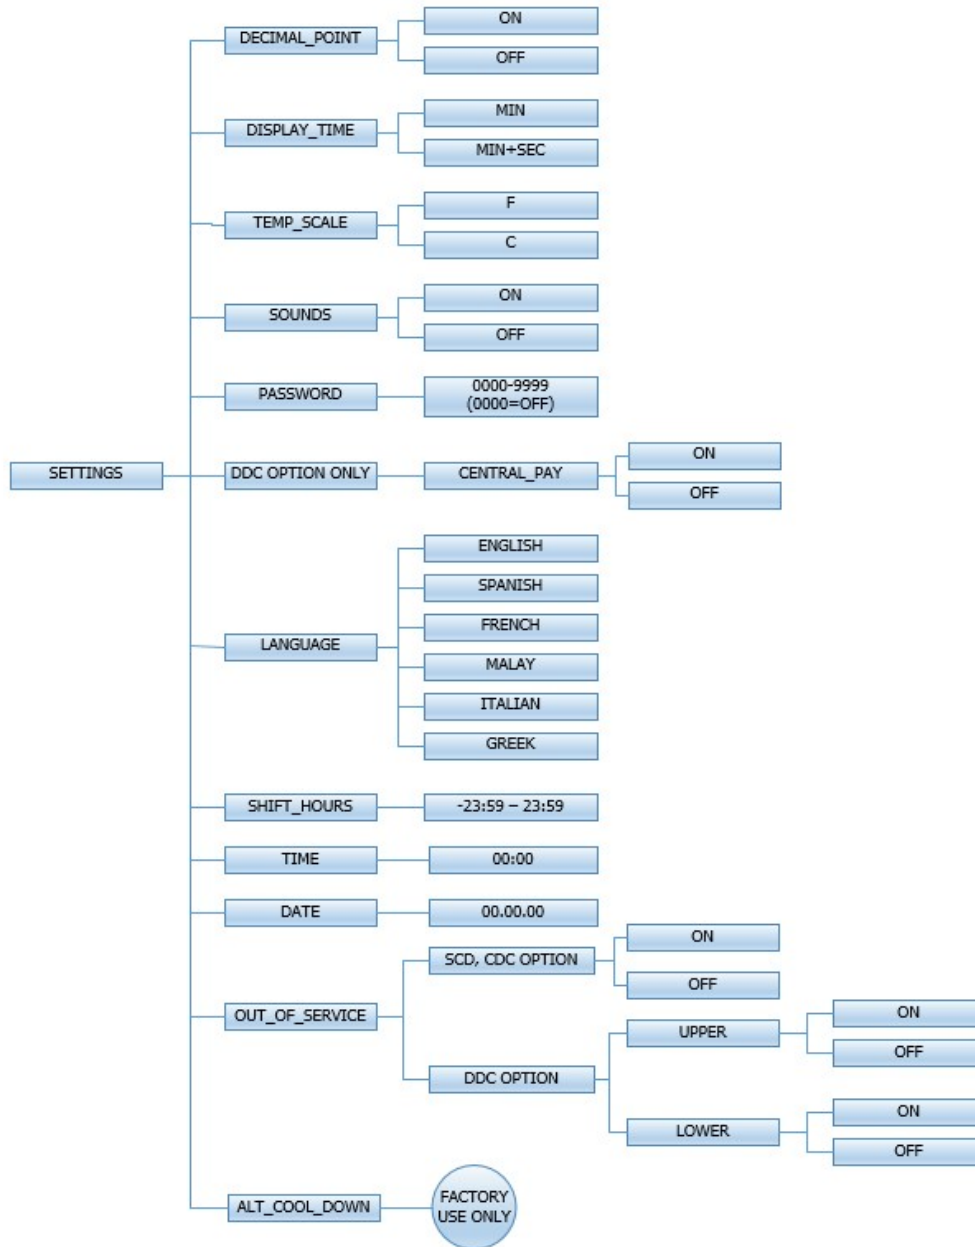 DECIMAL_POINT
ON
OFF
DISPLAY_TIME
MIN
MIN+SEC
TEMP_SCALE
F
C
SOUNDS
ON
OFF
PASSWORD
0000-9999
(0000=OFF)
SETTINGS
DDC OPTION ONLY
CENTRAL_PAY
ON
OFF
LANGUAGE
ENGLISH
SPANISH
FRENCH
MALAY
ITALIAN
GREEK
SHIFT_HOURS
-23:59 – 23:59
TIME
00:00
DATE
00.00.00
OUT_OF_SERVICE
SCD, CDC OPTION
ON
OFF
DDC OPTION
UPPER
ON
OFF
LOWER
ON
OFF
ALT_COOL_DOWN
FACTORY
USE ONLY